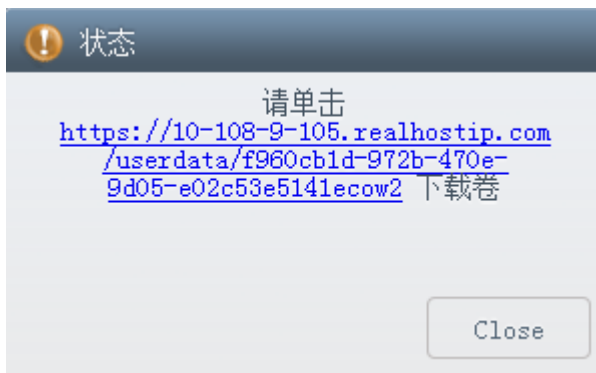 状态
请单击
https://10-108-9-105.realhostip.com
/userdata/f960cb1d-972b-470e-
9d05-e02c53e5141ecow2 下载卷
Close